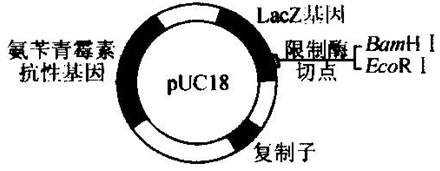 LacZ基因
氨苄青霉素
抗性基因
限制酶
切点
BamH I
EcoR I
pUC18
复制子